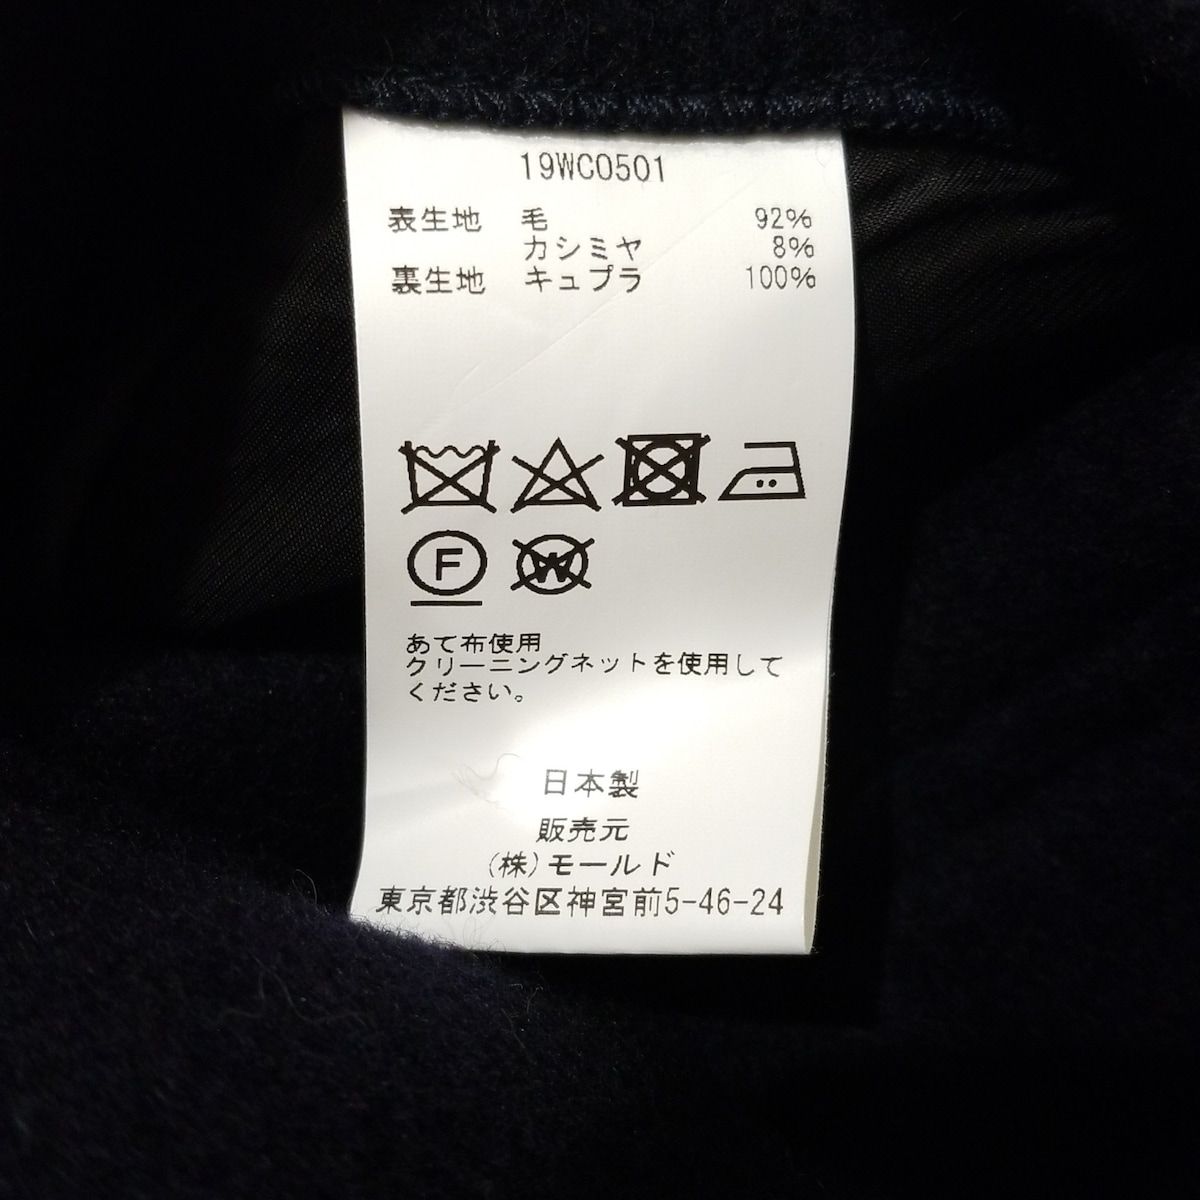 19WC0501
表生地 毛 92%
カシミヤ 8%
裏生地 キュプラ 100%
F W
あて布使用
クリーニングネットを使用して
ください。
日本製
販売元
(株)モールド
東京都渋谷区神宮前5-46-24